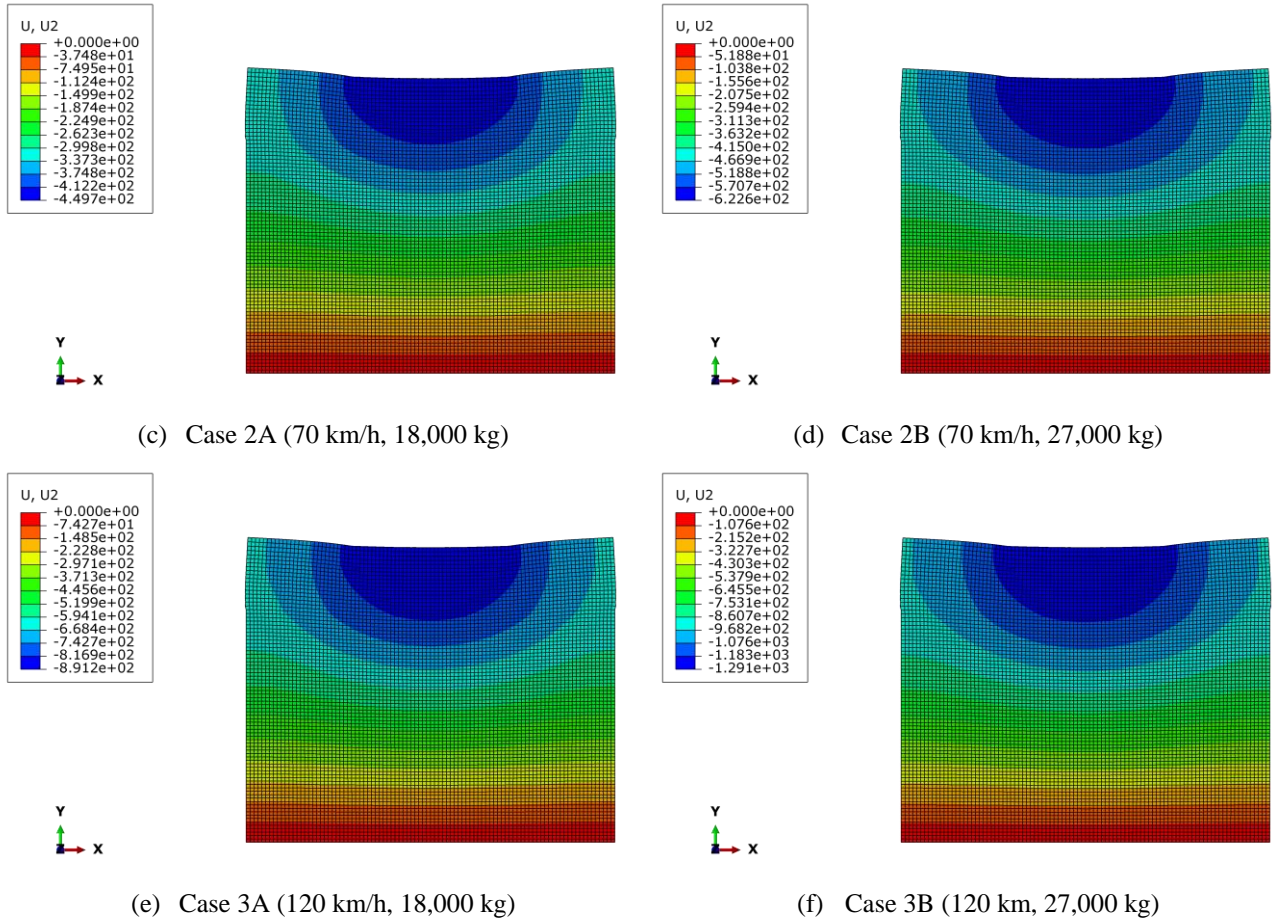 U, U2
+0.000e+00
-3.748e+01
-7.495e+01
-1.124e+02
-1.499e+02
-1.874e+02
-2.249e+02
-2.623e+02
-2.998e+02
-3.373e+02
-3.748e+02
-4.122e+02
-4.497e+02
Y
Z
X
(c) Case 2A (70 km/h, 18,000 kg)
U, U2
+0.000e+00
-5.188e+01
-1.038e+02
-1.556e+02
-2.075e+02
-2.594e+02
-3.113e+02
-3.632e+02
-4.150e+02
-4.669e+02
-5.188e+02
-5.707e+02
-6.226e+02
Y
Z
X
(d) Case 2B (70 km/h, 27,000 kg)
U, U2
+0.000e+00
-7.427e+01
-1.485e+02
-2.228e+02
-2.971e+02
-3.713e+02
-4.456e+02
-5.199e+02
-5.941e+02
-6.684e+02
-7.427e+02
-8.169e+02
-8.912e+02
Y
Z
X
(e) Case 3A (120 km/h, 18,000 kg)
U, U2
+0.000e+00
-1.076e+02
-2.152e+02
-3.227e+02
-4.303e+02
-5.379e+02
-6.455e+02
-7.531e+02
-8.607e+02
-9.682e+02
-1.076e+03
-1.183e+03
-1.291e+03
Y
Z
X
(f) Case 3B (120 km, 27,000 kg)